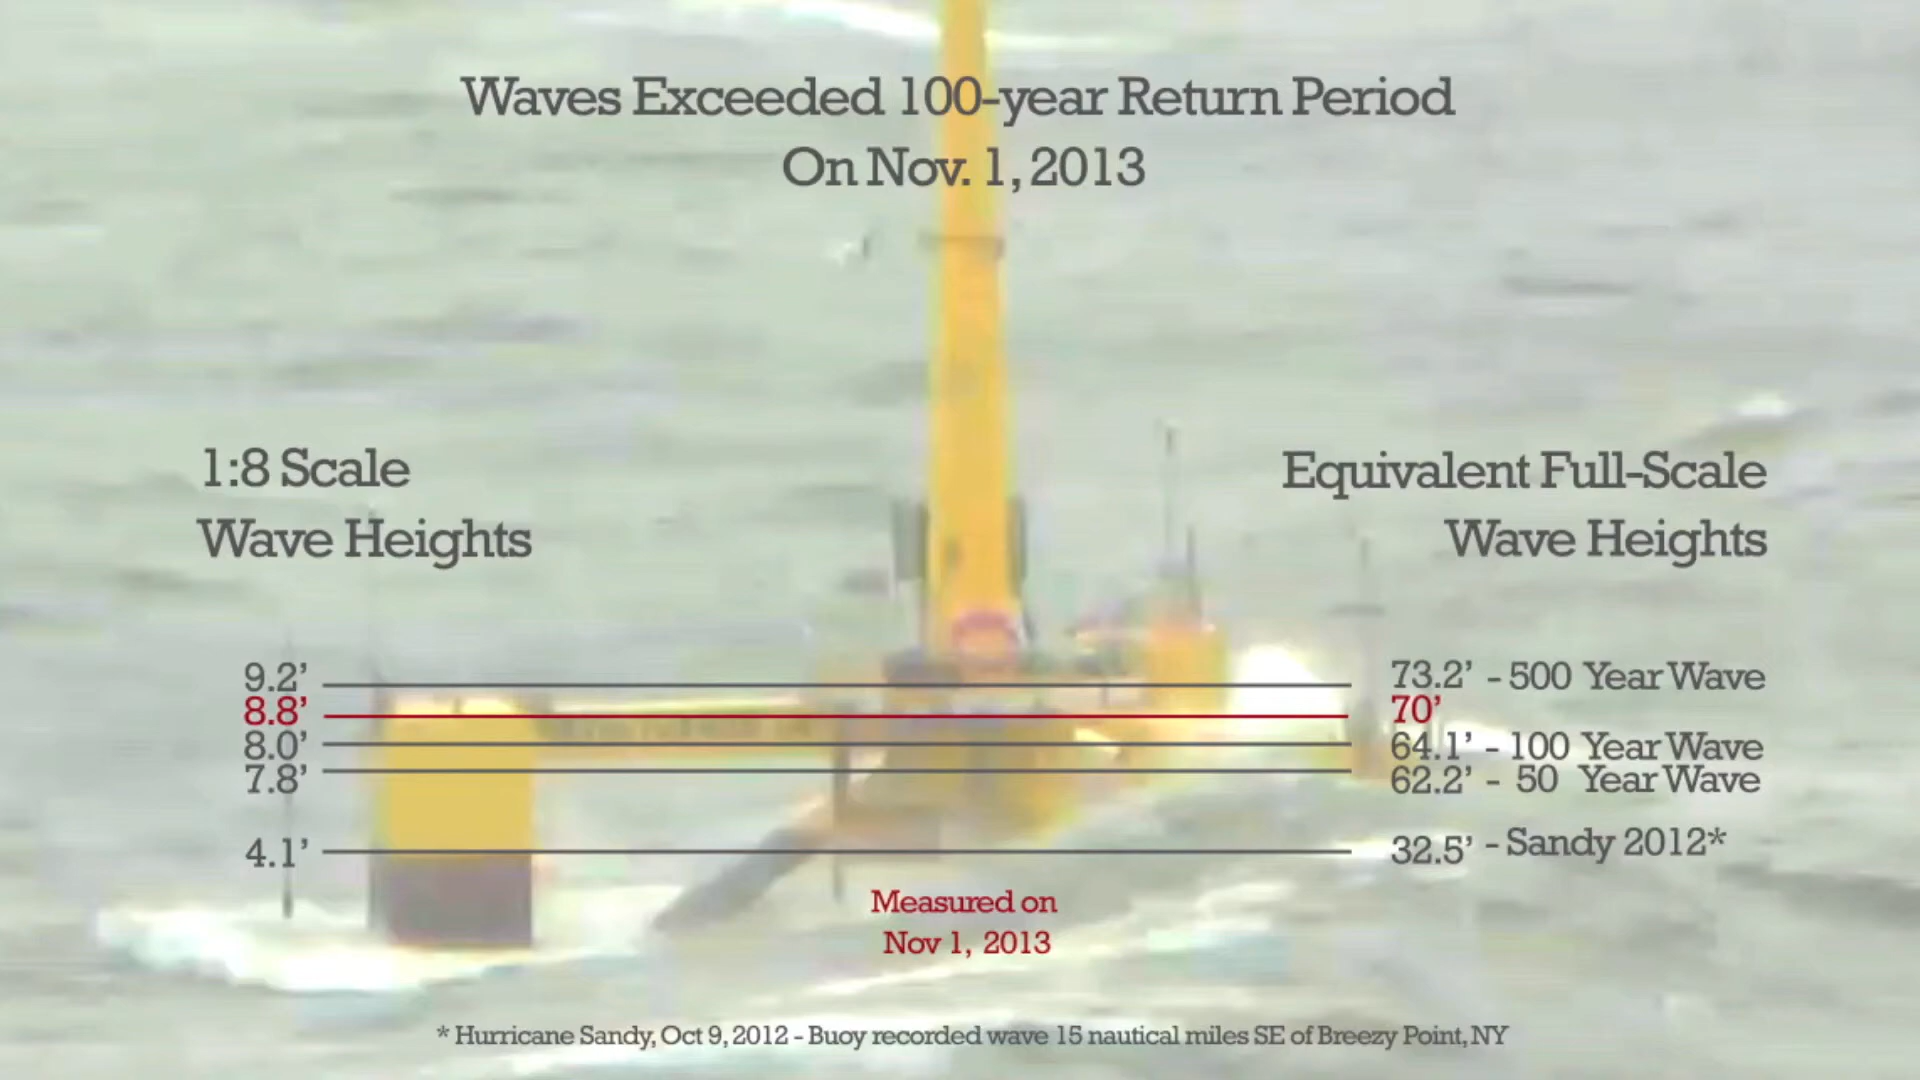 Waves Exceeded 100-year Return Period
On Nov. 1, 2013
1:8 Scale
Wave Heights
Equivalent Full-Scale
Wave Heights
9.2' 73.2' - 500 Year Wave
8.8' 70'
8.0' 64.1' - 100 Year Wave
7.8' 62.2' - 50 Year Wave
4.1' 32.5' - Sandy 2012*
Measured on
Nov 1, 2013
* Hurricane Sandy, Oct 9, 2012 - Buoy recorded wave 15 nautical miles SE of Breezy Point, NY